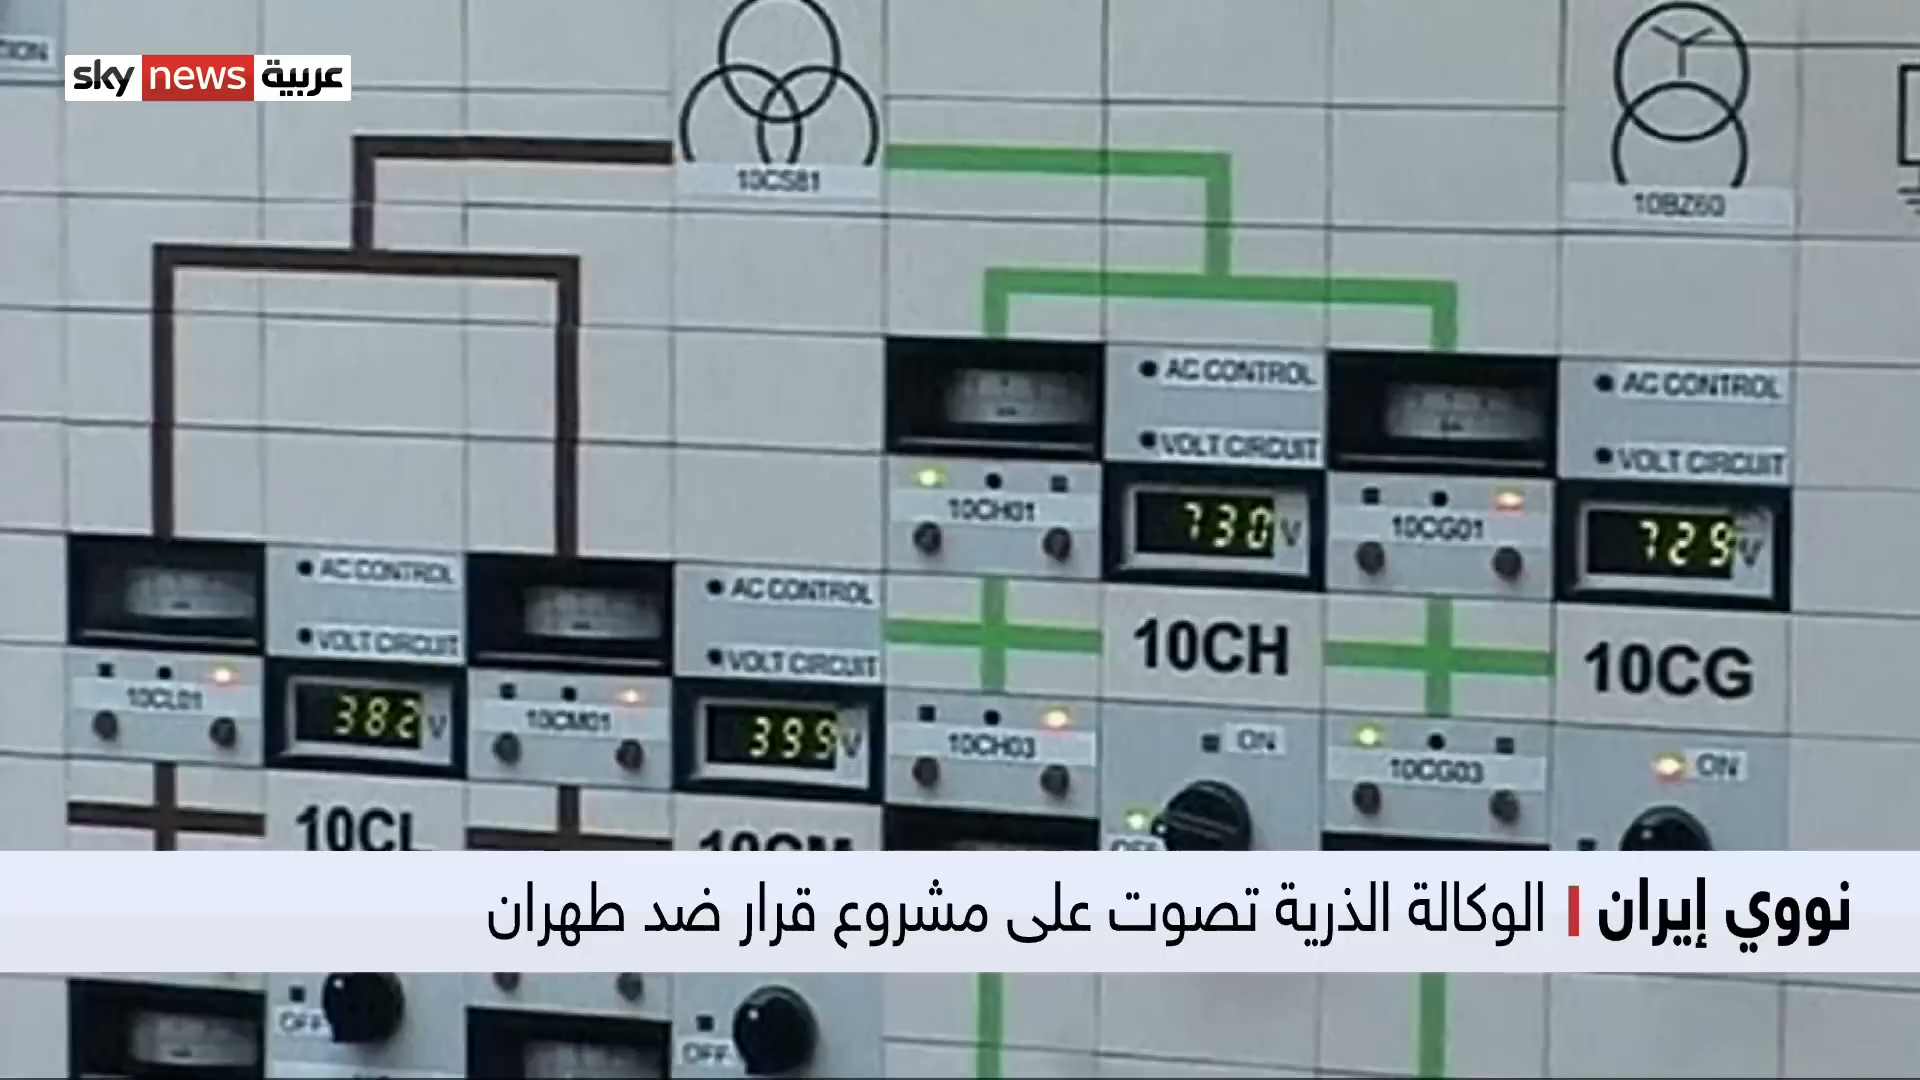 sky news عربية
10CS81
10BZ60
AC CONTROL
VOLT CIRCUIT
AC CONTROL
VOLT CIRCUIT
10CH01
730 V
10CG01
729 V
AC CONTROL
VOLT CIRCUIT
AC CONTROL
VOLT CIRCUIT
10CH
10CG
10CL01
382 V
10CM01
399 V
10CH03
ON
10CG03
ON
10CL
10CM
OFF
نووي إيران | الوكالة الذرية تصوت على مشروع قرار ضد طهران
OFF
OFF